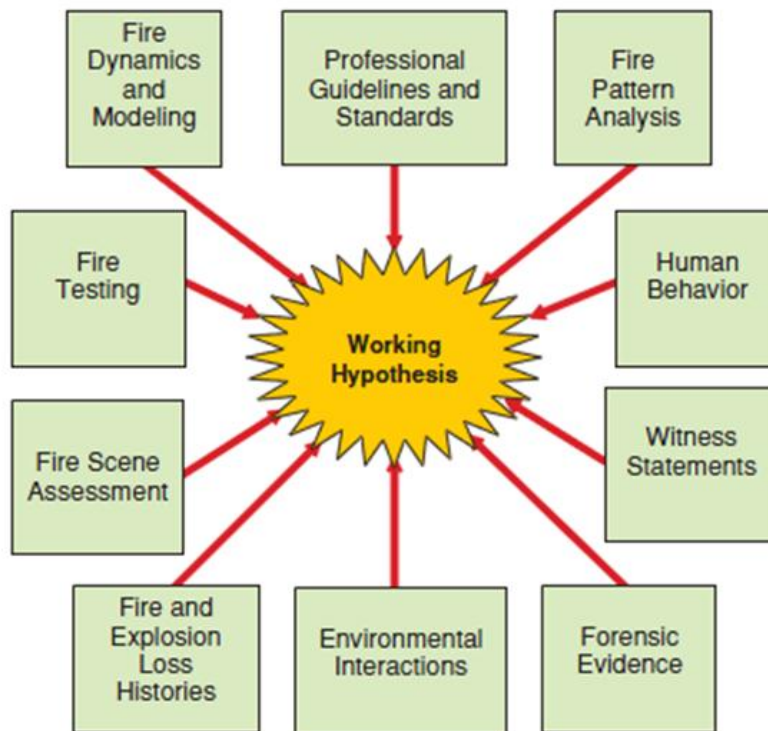 Fire
Dynamics
and
Modeling
Professional
Guidelines and
Standards
Fire
Pattern
Analysis
Fire
Testing
Human
Behavior
Working
Hypothesis
Fire Scene
Assessment
Witness
Statements
Fire and
Explosion
Loss
Histories
Environmental
Interactions
Forensic
Evidence